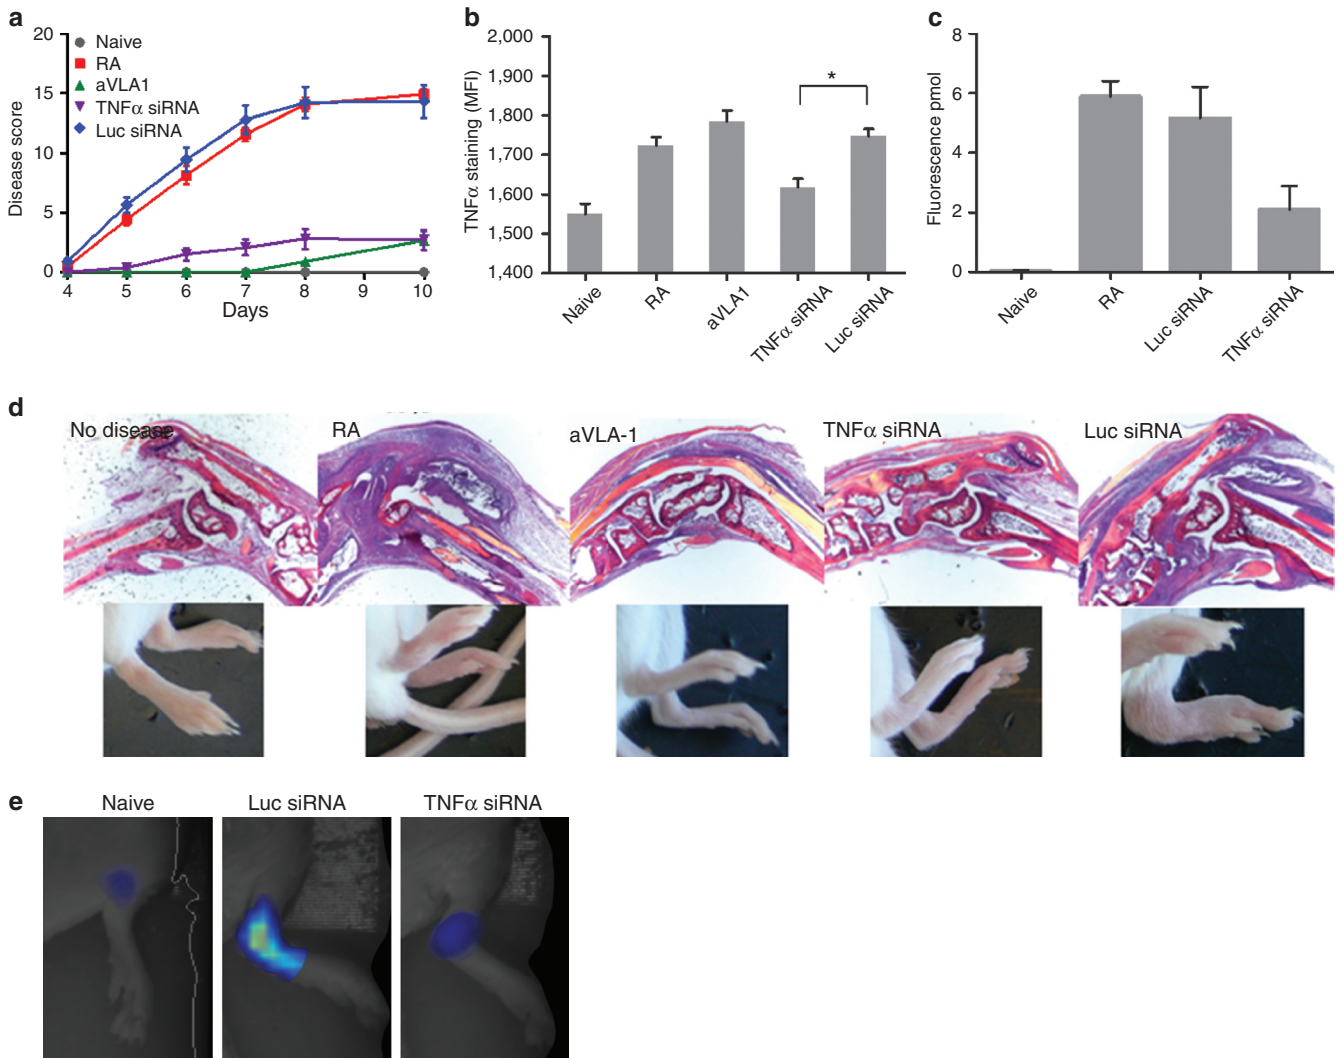 a
20
15
10
5
0
Disease score
Naive
RA
aVLA1
TNFα siRNA
Luc siRNA
4 5 6 7 8 9 10
Days
b
2,000
1,900
1,800
1,700
1,600
1,500
1,400
TNFα staining (MFI)
*
Naive
RA
aVLA1
TNFα siRNA
Luc siRNA
c
8
6
4
2
0
Fluorescence pmol
Naive
RA
Luc siRNA
TNFα siRNA
d
No disease
RA
aVLA-1
TNFα siRNA
Luc siRNA
e
Naive
Luc siRNA
TNFα siRNA